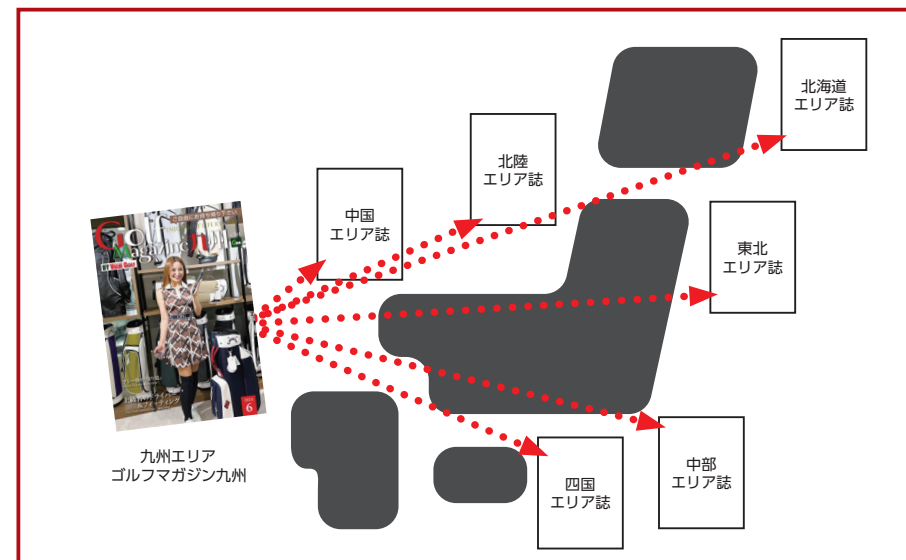 北海道
エリア誌
北陸
エリア誌
中国
エリア誌
東北
エリア誌
Magazine
九州エリア
ゴルフマガジン九州
6
中部
エリア誌
四国
エリア誌